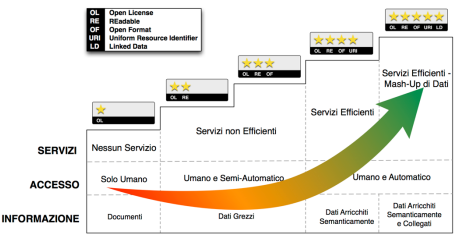 OL Open License
RE REadable
OF Open Format
URI Uniform Resource Identifier
LD Linked Data
OL
OL RE
OL RE OF
OL RE OF URI
OL RE OF URI LD
SERVIZI
Nessun Servizio
Servizi non Efficienti
Servizi Efficienti
Servizi Efficienti -
Mash-Up di Dati
ACCESSO
Solo Umano
Umano e Semi-Automatico
Umano e Automatico
INFORMAZIONE
Documenti
Dati Grezzi
Dati Arricchiti
Semanticamente
Dati Arricchiti
Semanticamente
e Collegati